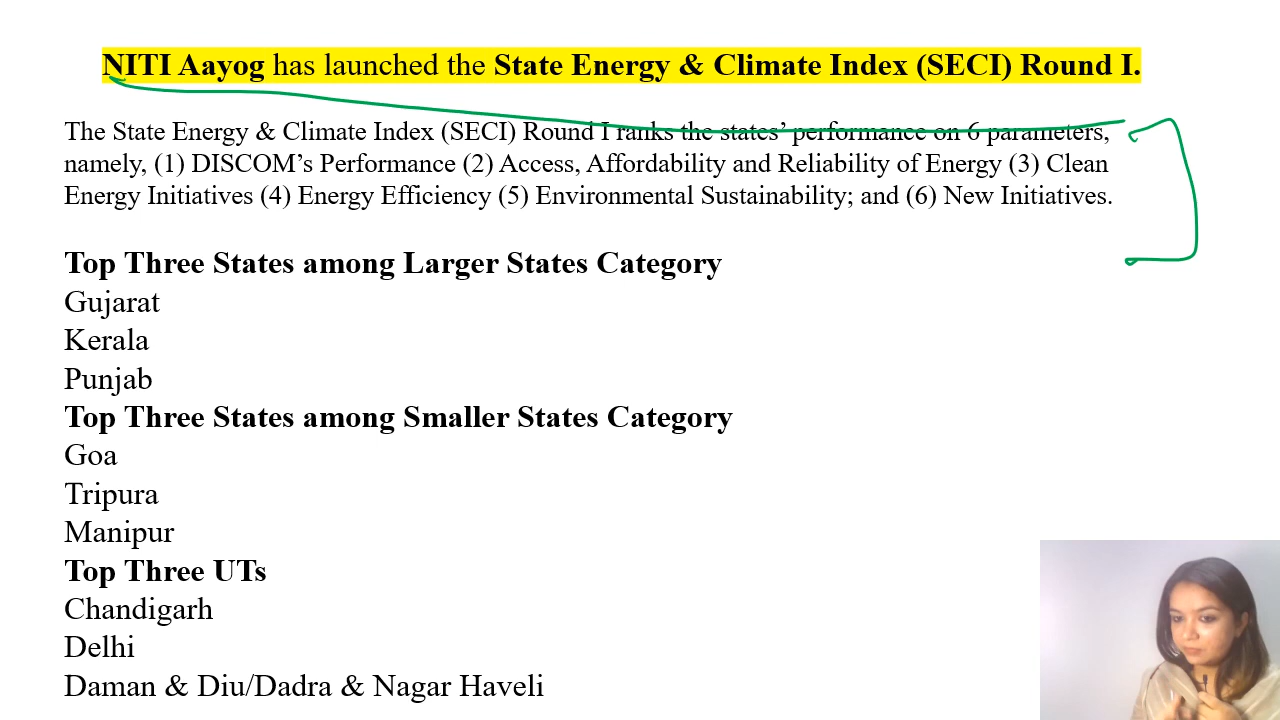 NITI Aayog has launched the State Energy & Climate Index (SECI) Round I.
The State Energy & Climate Index (SECI) Round I ranks the states’ performance on 6 parameters,
namely, (1) DISCOM’s Performance (2) Access, Affordability and Reliability of Energy (3) Clean
Energy Initiatives (4) Energy Efficiency (5) Environmental Sustainability; and (6) New Initiatives.
Top Three States among Larger States Category
Gujarat
Kerala
Punjab
Top Three States among Smaller States Category
Goa
Tripura
Manipur
Top Three UTs
Chandigarh
Delhi
Daman & Diu/Dadra & Nagar Haveli